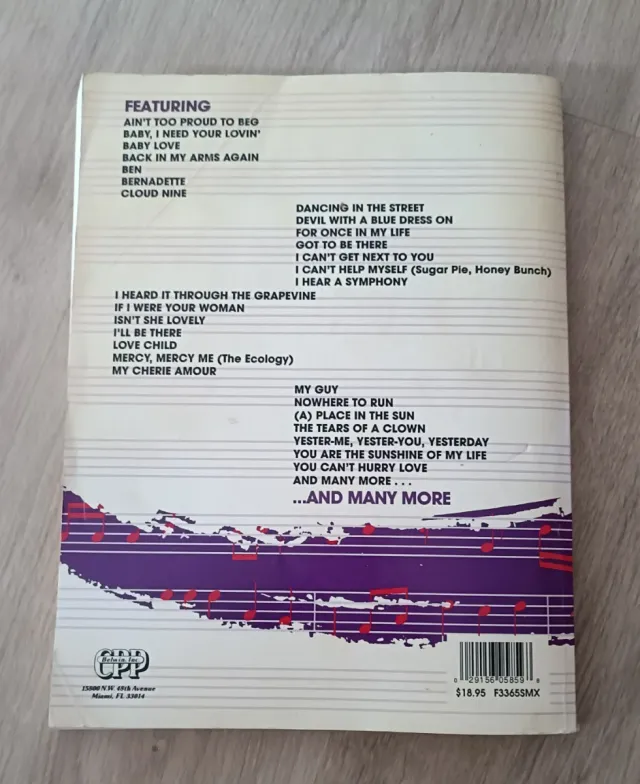 FEATURING
AIN'T TOO PROUD TO BEG
BABY, I NEED YOUR LOVIN'
BABY LOVE
BACK IN MY ARMS AGAIN
BEN
BERNADETTE
CLOUD NINE
DANCING IN THE STREET
DEVIL WITH A BLUE DRESS ON
FOR ONCE IN MY LIFE
GOT TO BE THERE
I CAN'T GET NEXT TO YOU
I CAN'T HELP MYSELF (Sugar Pie, Honey Bunch)
I HEAR A SYMPHONY
I HEARD IT THROUGH THE GRAPEVINE
IF I WERE YOUR WOMAN
ISN'T SHE LOVELY
I'LL BE THERE
LOVE CHILD
MERCY, MERCY ME (The Ecology)
MY CHERIE AMOUR
MY GUY
NOWHERE TO RUN
(A) PLACE IN THE SUN
THE TEARS OF A CLOWN
YESTER-ME, YESTER-YOU, YESTERDAY
YOU ARE THE SUNSHINE OF MY LIFE
YOU CAN'T HURRY LOVE
AND MANY MORE . . .
...AND MANY MORE
CPP
Belwin, Inc.
15800 N.W. 48th Avenue
Miami, FL 33014
0 29156 05859 8
$18.95 F3365SMX